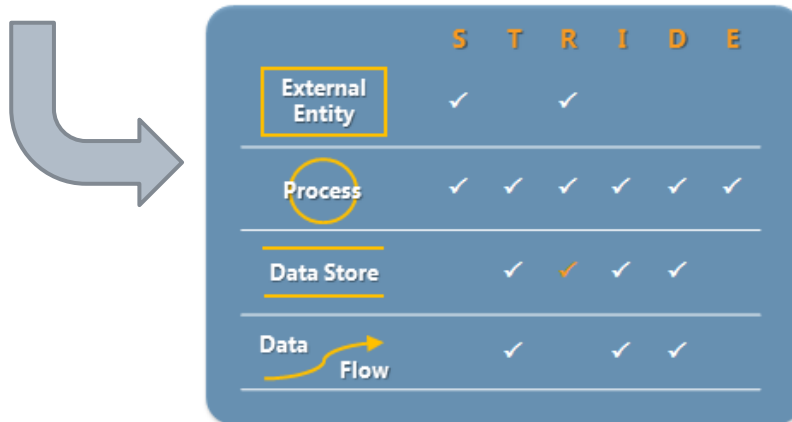 S T R I D E
External
Entity ✓ ✓
Process ✓ ✓ ✓ ✓ ✓ ✓
Data Store ✓ ✓ ✓ ✓
Data
Flow ✓ ✓ ✓